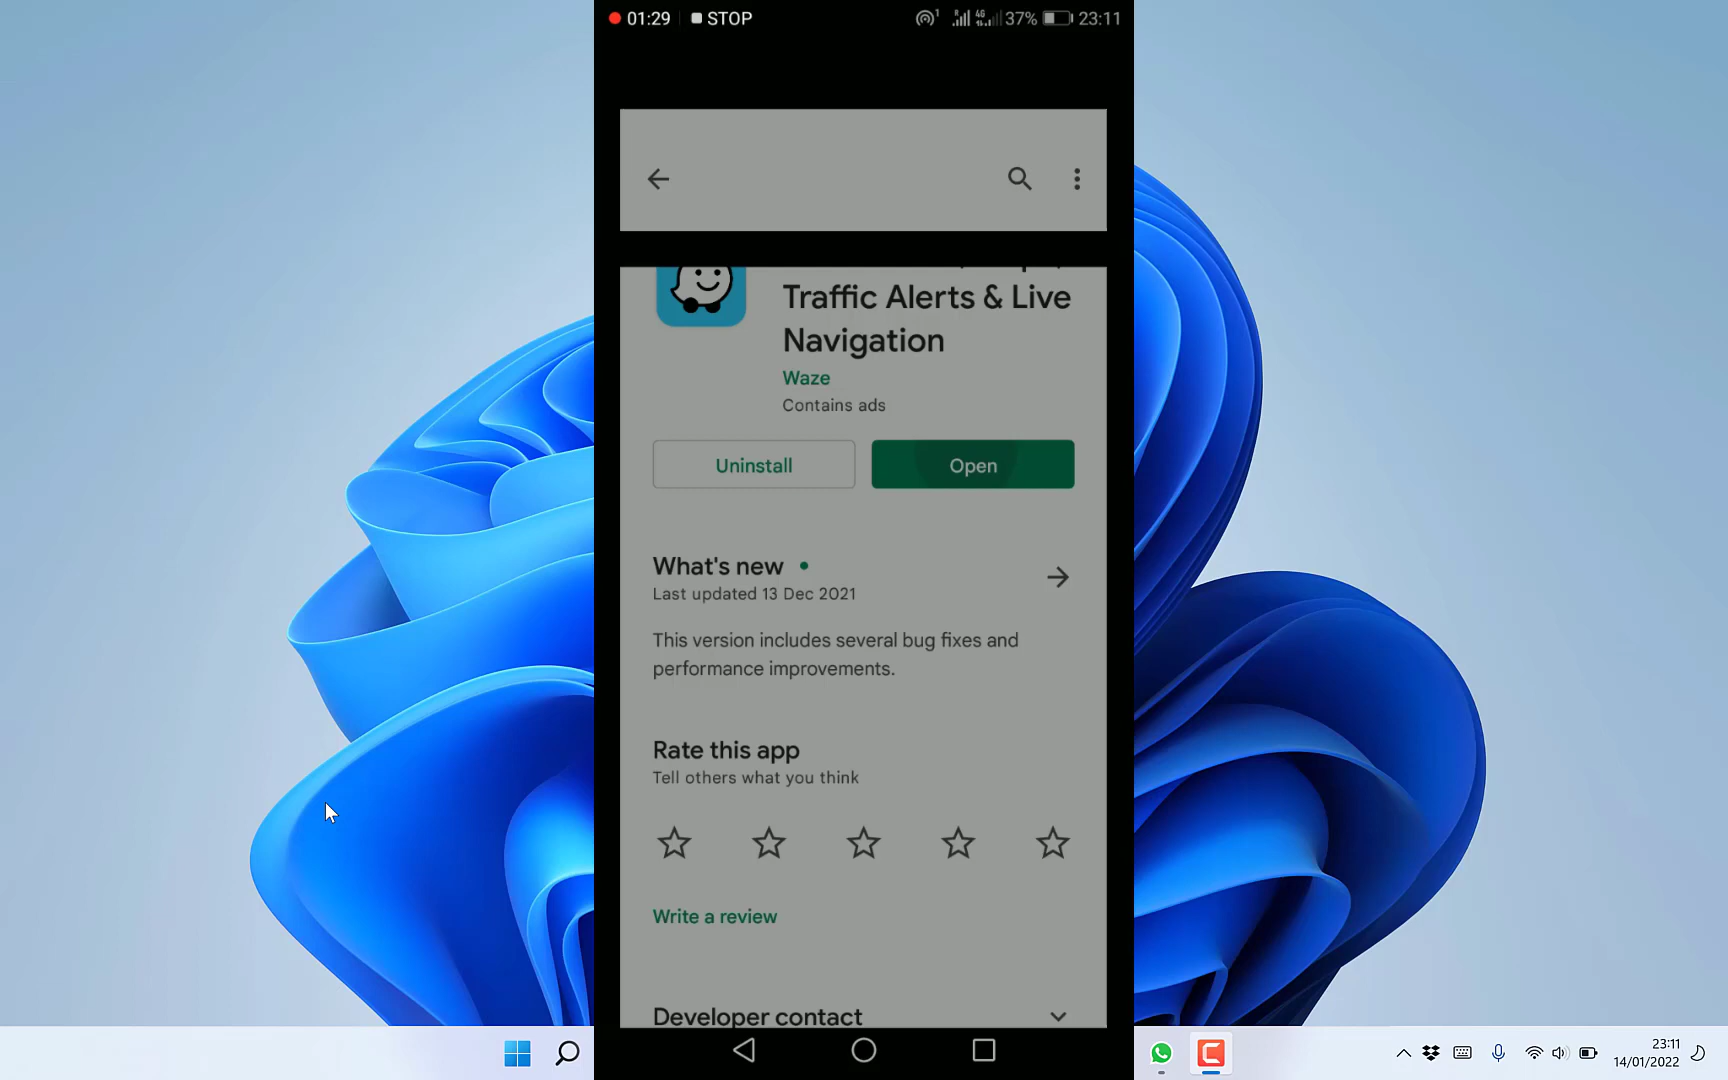 01:29 STOP 4G 37% 23:11
Traffic Alerts & Live
Navigation
Waze
Contains ads
Uninstall Open
What's new
Last updated 13 Dec 2021
This version includes several bug fixes and
performance improvements.
Rate this app
Tell others what you think
Write a review
Developer contact
23:11
14/01/2022